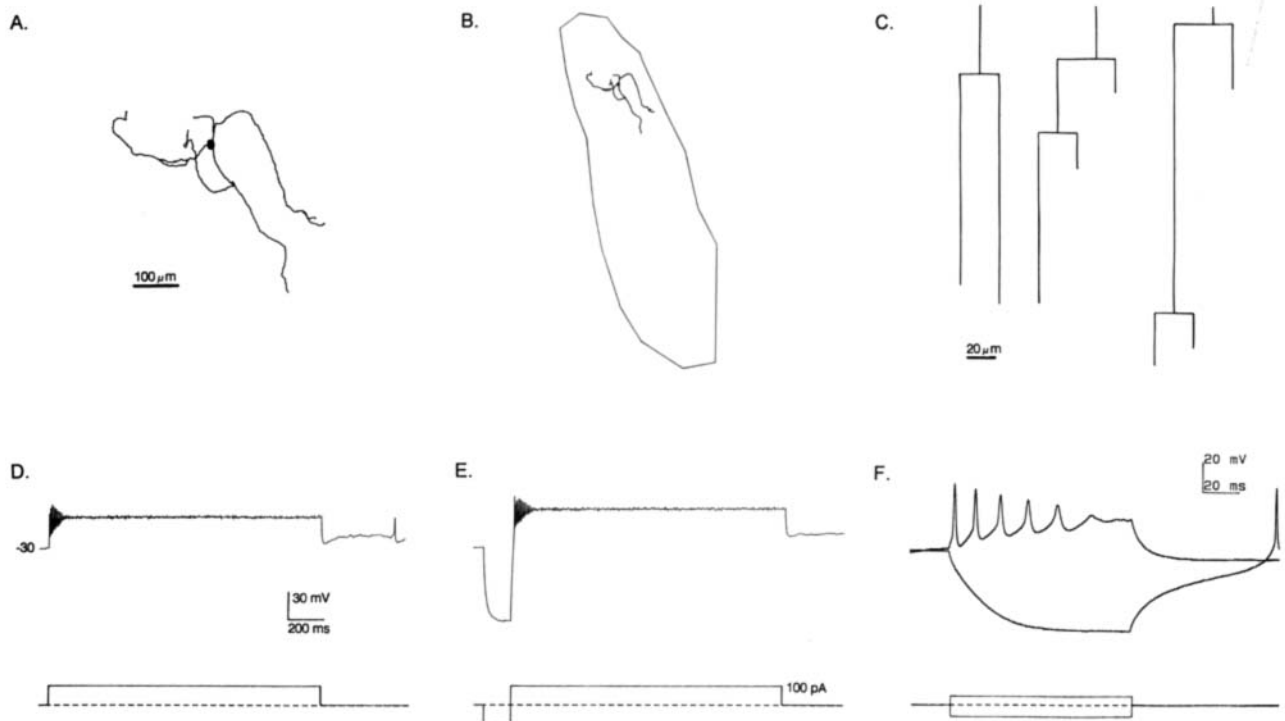 A.
B.
C.
100 μm
20 μm
D.
E.
F.
20 mV
20 ms
-30
30 mV
200 ms
100 pA